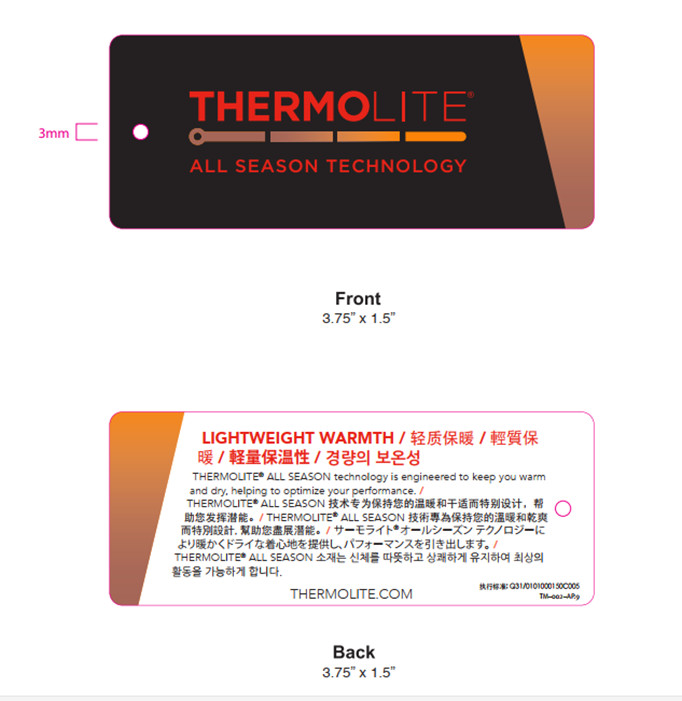 THERMOLITE®
3mm
ALL SEASON TECHNOLOGY
Front
3.75” x 1.5”
LIGHTWEIGHT WARMTH / 轻质保暖 / 輕質保
暖 / 軽量保温性 / 경량의 보온성
THERMOLITE® ALL SEASON technology is engineered to keep you warm
and dry, helping to optimize your performance. /
THERMOLITE® ALL SEASON 技术专为保持您的温暖和干适而特别设计，帮
助您发挥潜能。/ THERMOLITE® ALL SEASON 技術專為保持您的溫暖和乾爽
而特別設計, 幫助您盡展潛能。/ サーモライト®オールシーズン テクノロジーに
より暖かくドライな着心地を提供し、パフォーマンスを引き出します。/
THERMOLITE® ALL SEASON 소재는 신체를 따뜻하고 상쾌하게 유지하여 최상의
활동을 가능하게 합니다.
执行标准: Q31/0101000150C005
THERMOLITE.COM
TM-002-AP.9
Back
3.75” x 1.5”